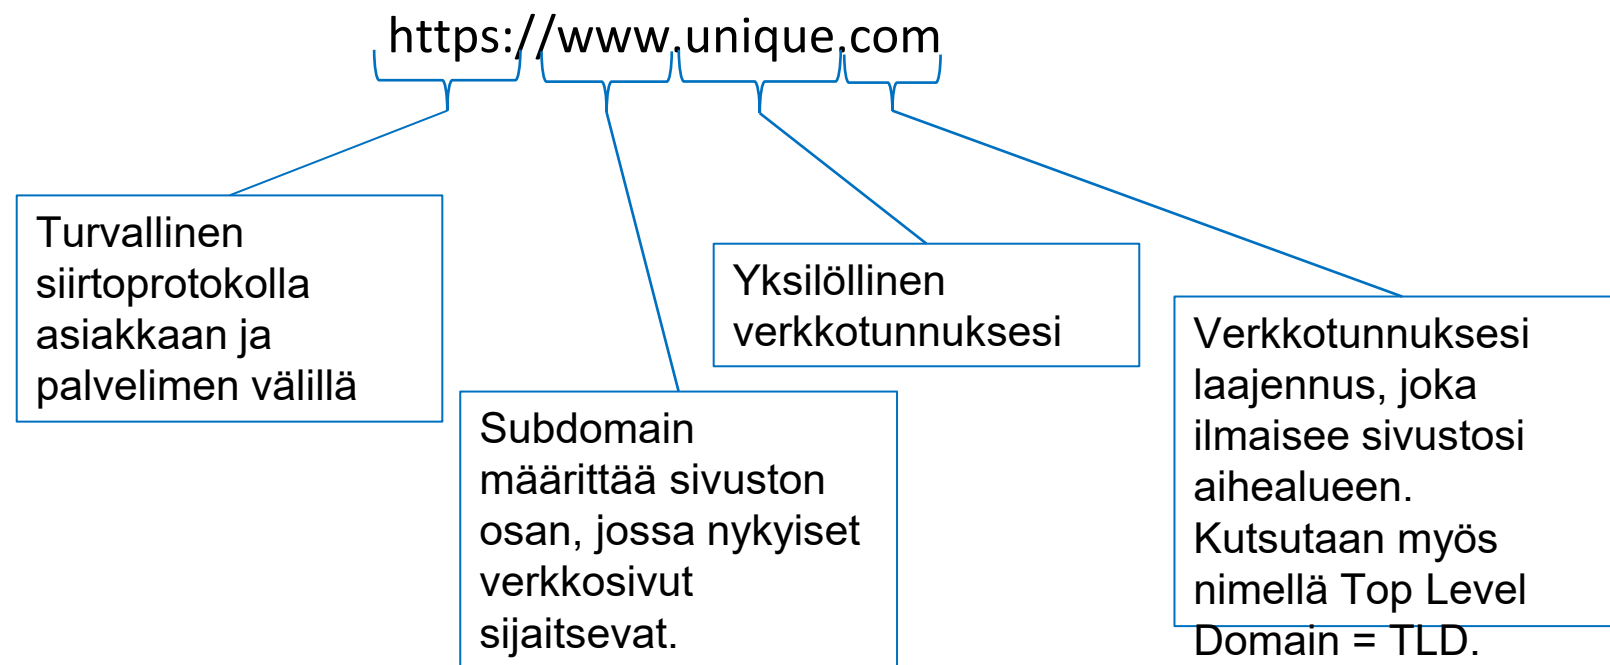 https://www.unique.com
Turvallinen
siirtoprotokolla
asiakkaan ja
palvelimen välillä
Subdomain
määrittää sivuston
osan, jossa nykyiset
verkkosivut
sijaitsevat.
Yksilöllinen
verkkotunnuksesi
Verkkotunnuksesi
laajennus, joka
ilmaisee sivustosi
aihealueen.
Kutsutaan myös
nimellä Top Level
Domain = TLD.